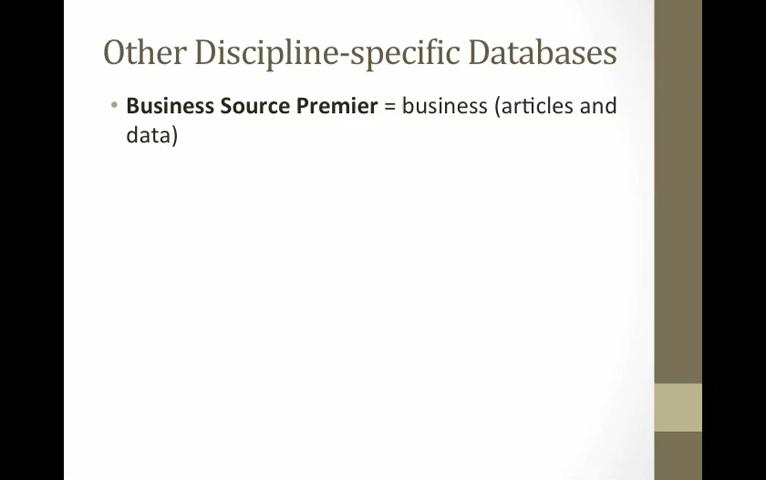 Other Discipline-specific Databases
• Business Source Premier = business (articles and
data)